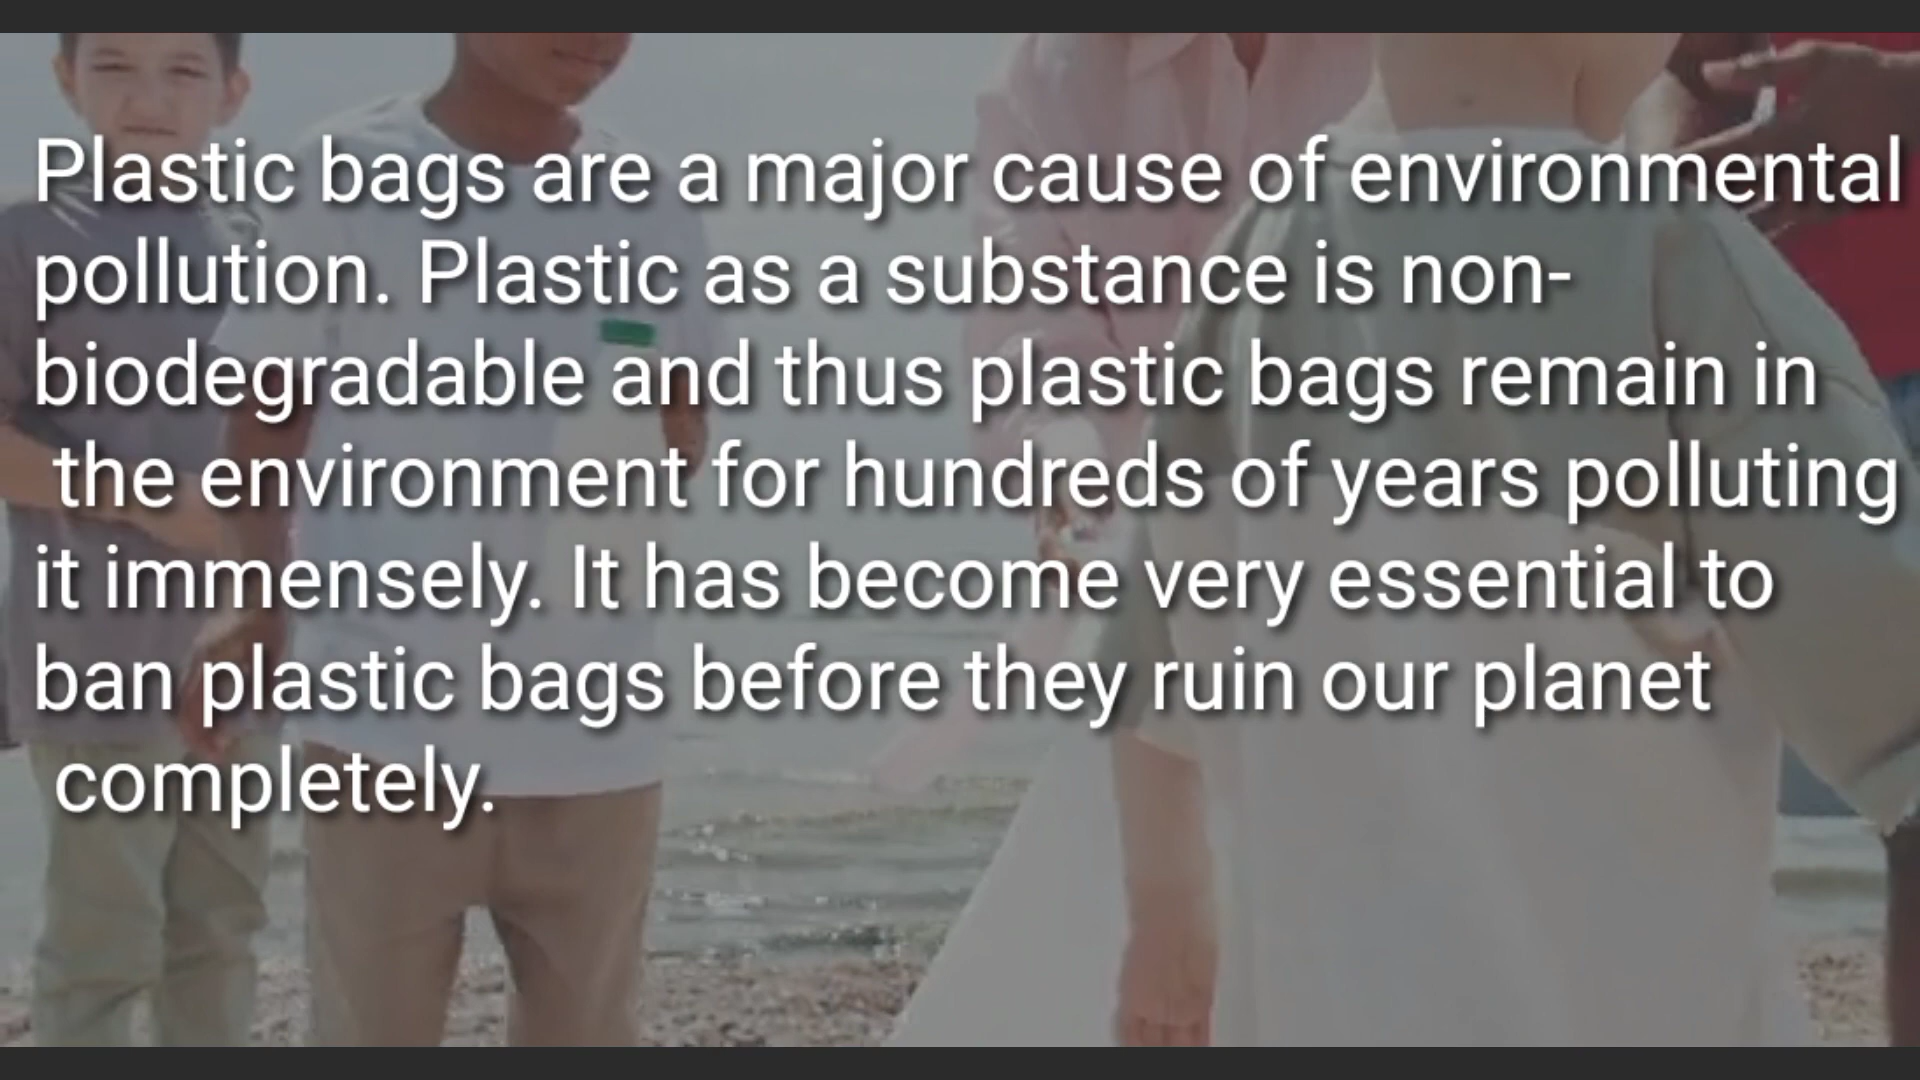 Plastic bags are a major cause of environmental
pollution. Plastic as a substance is non-
biodegradable and thus plastic bags remain in
the environment for hundreds of years polluting
it immensely. It has become very essential to
ban plastic bags before they ruin our planet
completely.